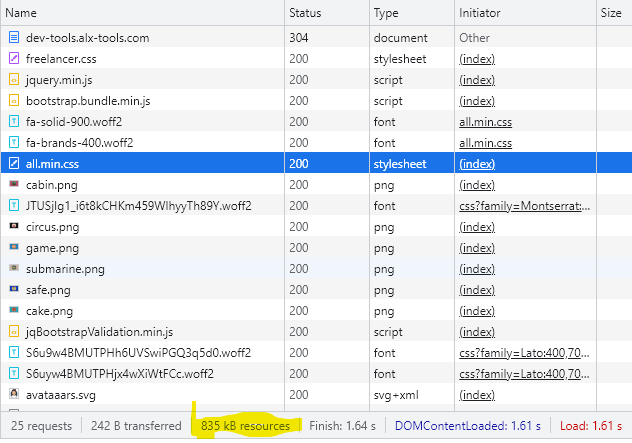 Name Status Type Initiator Size
dev-tools.alx-tools.com 304 document Other
freelancer.css 200 stylesheet (index)
jquery.min.js 200 script (index)
bootstrap.bundle.min.js 200 script (index)
fa-solid-900.woff2 200 font all.min.css
fa-brands-400.woff2 200 font all.min.css
all.min.css 200 stylesheet (index)
cabin.png 200 png (index)
JTUSjIg1_i6t8kCHKm459WlhyyTh89Y.woff2 200 font css?family=Montserrat:...
circus.png 200 png (index)
game.png 200 png (index)
submarine.png 200 png (index)
safe.png 200 png (index)
cake.png 200 png (index)
jqBootstrapValidation.min.js 200 script (index)
S6u9w4BMUTPHh6UVSwiPGQ3q5d0.woff2 200 font css?family=Lato:400,70...
S6uyw4BMUTPHjx4wXiWtFCc.woff2 200 font css?family=Lato:400,70...
avataaars.svg 200 svg+xml (index)
25 requests 242 B transferred 835 kB resources Finish: 1.64 s DOMContentLoaded: 1.61 s Load: 1.61 s